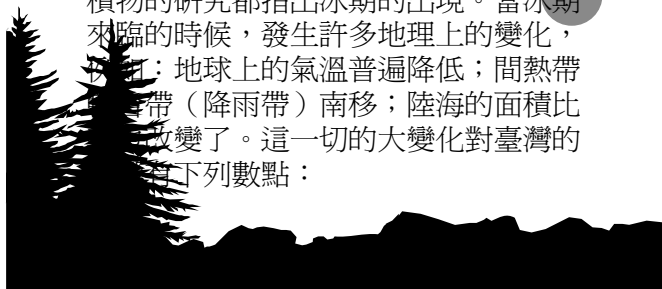 積物的研究都指出冰期的出現。當冰期
來臨的時候，發生許多地理上的變化，
：地球上的氣溫普遍降低；間熱帶
帶（降雨帶）南移；陸海的面積比
改變了。這一切的大變化對臺灣的
有下列數點：